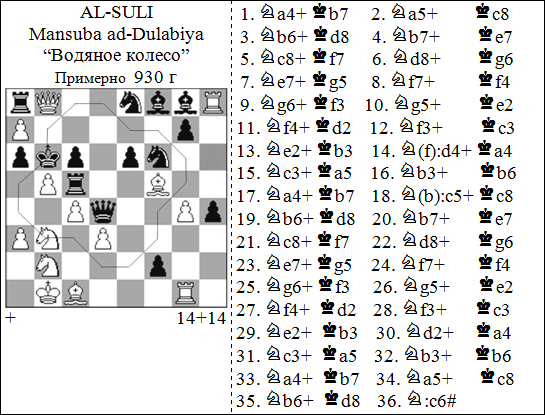 AL-SULI
Mansuba ad-Dulabiya
“Водяное колесо”
Примерно 930 г
+ 14+14
1. ♘a4+ ♚b7 2. ♘a5+ ♚c8
3. ♘b6+ ♚d8 4. ♘b7+ ♚e7
5. ♘c8+ ♚f7 6. ♘d8+ ♚g6
7. ♘e7+ ♚g5 8. ♘f7+ ♚f4
9. ♘g6+ ♚f3 10. ♘g5+ ♚e2
11. ♘f4+ ♚d2 12. ♘f3+ ♚c3
13. ♘e2+ ♚b3 14. ♘(f):d4+ ♚a4
15. ♘c3+ ♚a5 16. ♘b3+ ♚b6
17. ♘a4+ ♚b7 18. ♘(b):c5+ ♚c8
19. ♘b6+ ♚d8 20. ♘b7+ ♚e7
21. ♘c8+ ♚f7 22. ♘d8+ ♚g6
23. ♘e7+ ♚g5 24. ♘f7+ ♚f4
25. ♘g6+ ♚f3 26. ♘g5+ ♚e2
27. ♘f4+ ♚d2 28. ♘f3+ ♚c3
29. ♘e2+ ♚b3 30. ♘d2+ ♚a4
31. ♘c3+ ♚a5 32. ♘b3+ ♚b6
33. ♘a4+ ♚b7 34. ♘a5+ ♚c8
35. ♘b6+ ♚d8 36. ♘:c6#